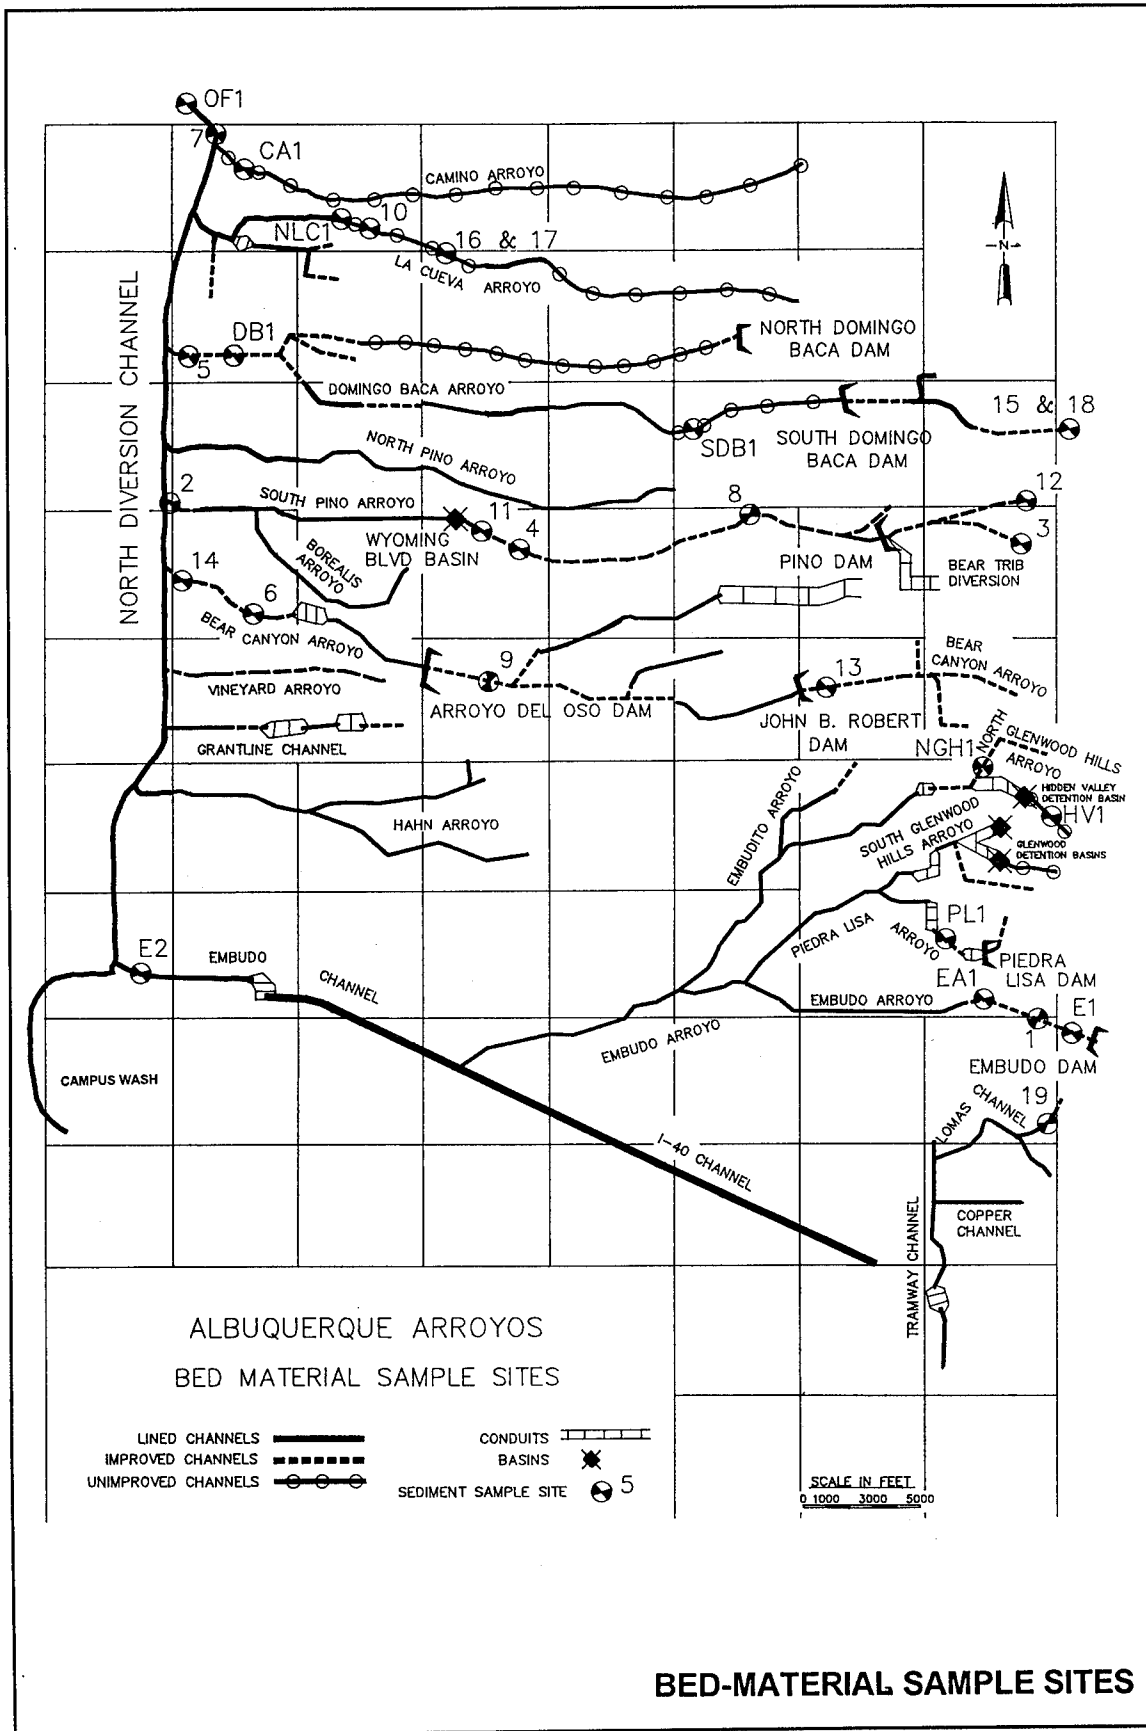 OF1
7
CA1
CAMINO ARROYO
10
NLC1
16 & 17
LA CUEVA ARROYO
N
NORTH DIVERSION CHANNEL
DB1
5
NORTH DOMINGO
BACA DAM
DOMINGO BACA ARROYO
15 & 18
SDB1
SOUTH DOMINGO
BACA DAM
NORTH PINO ARROYO
2
SOUTH PINO ARROYO
8
12
11
4
3
WYOMING
BLVD BASIN
BOREALIS
ARROYO
PINO DAM
BEAR TRIB
DIVERSION
14
6
BEAR CANYON ARROYO
9
13
BEAR
CANYON ARROYO
VINEYARD ARROYO
ARROYO DEL OSO DAM
JOHN B. ROBERT
DAM
GRANTLINE CHANNEL
NGH1
NORTH
GLENWOOD HILLS
ARROYO
HIDDEN VALLEY
DETENTION BASIN
HV1
HAHN ARROYO
EMBUDITO ARROYO
SOUTH GLENWOOD
HILLS ARROYO
GLENWOOD
DETENTION BASINS
PL1
PIEDRA LISA
ARROYO
PIEDRA
LISA DAM
E2
EMBUDO
CHANNEL
EA1
EMBUDO ARROYO
E1
1
EMBUDO ARROYO
EMBUDO DAM
CAMPUS WASH
19
LOMAS
CHANNEL
I-40 CHANNEL
COPPER
CHANNEL
TRAMWAY CHANNEL
ALBUQUERQUE ARROYOS
BED MATERIAL SAMPLE SITES
LINED CHANNELS
IMPROVED CHANNELS
UNIMPROVED CHANNELS
CONDUITS
BASINS
SEDIMENT SAMPLE SITE 5
SCALE IN FEET
0 1000 3000 5000
BED-MATERIAL SAMPLE SITES